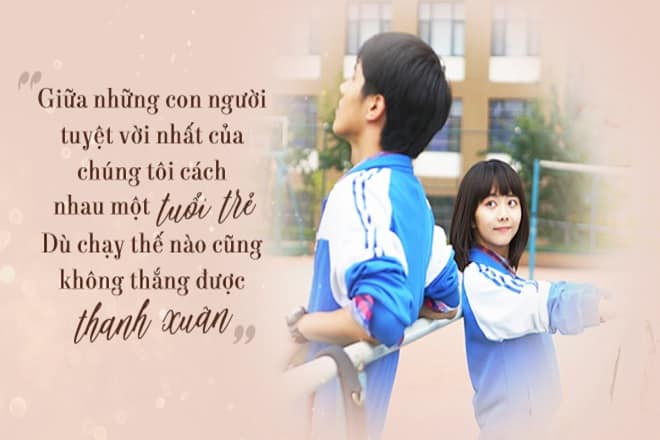 “
Giữa những con người
tuyệt vời nhất của
chúng tôi cách
nhau một tuổi trẻ
Dù chạy thế nào cũng
không thắng được
thanh xuân
”